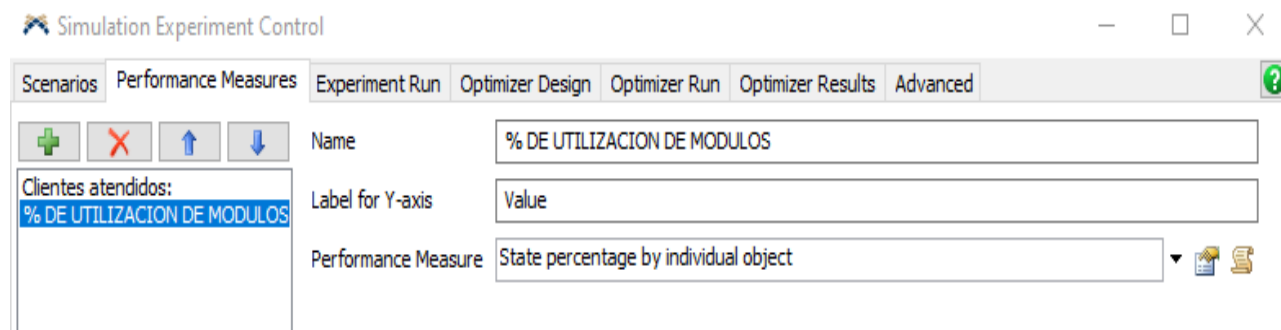 Simulation Experiment Control
Scenarios Performance Measures Experiment Run Optimizer Design Optimizer Run Optimizer Results Advanced
Name % DE UTILIZACION DE MODULOS
Clientes atendidos:
% DE UTILIZACION DE MODULOS
Label for Y-axis Value
Performance Measure State percentage by individual object